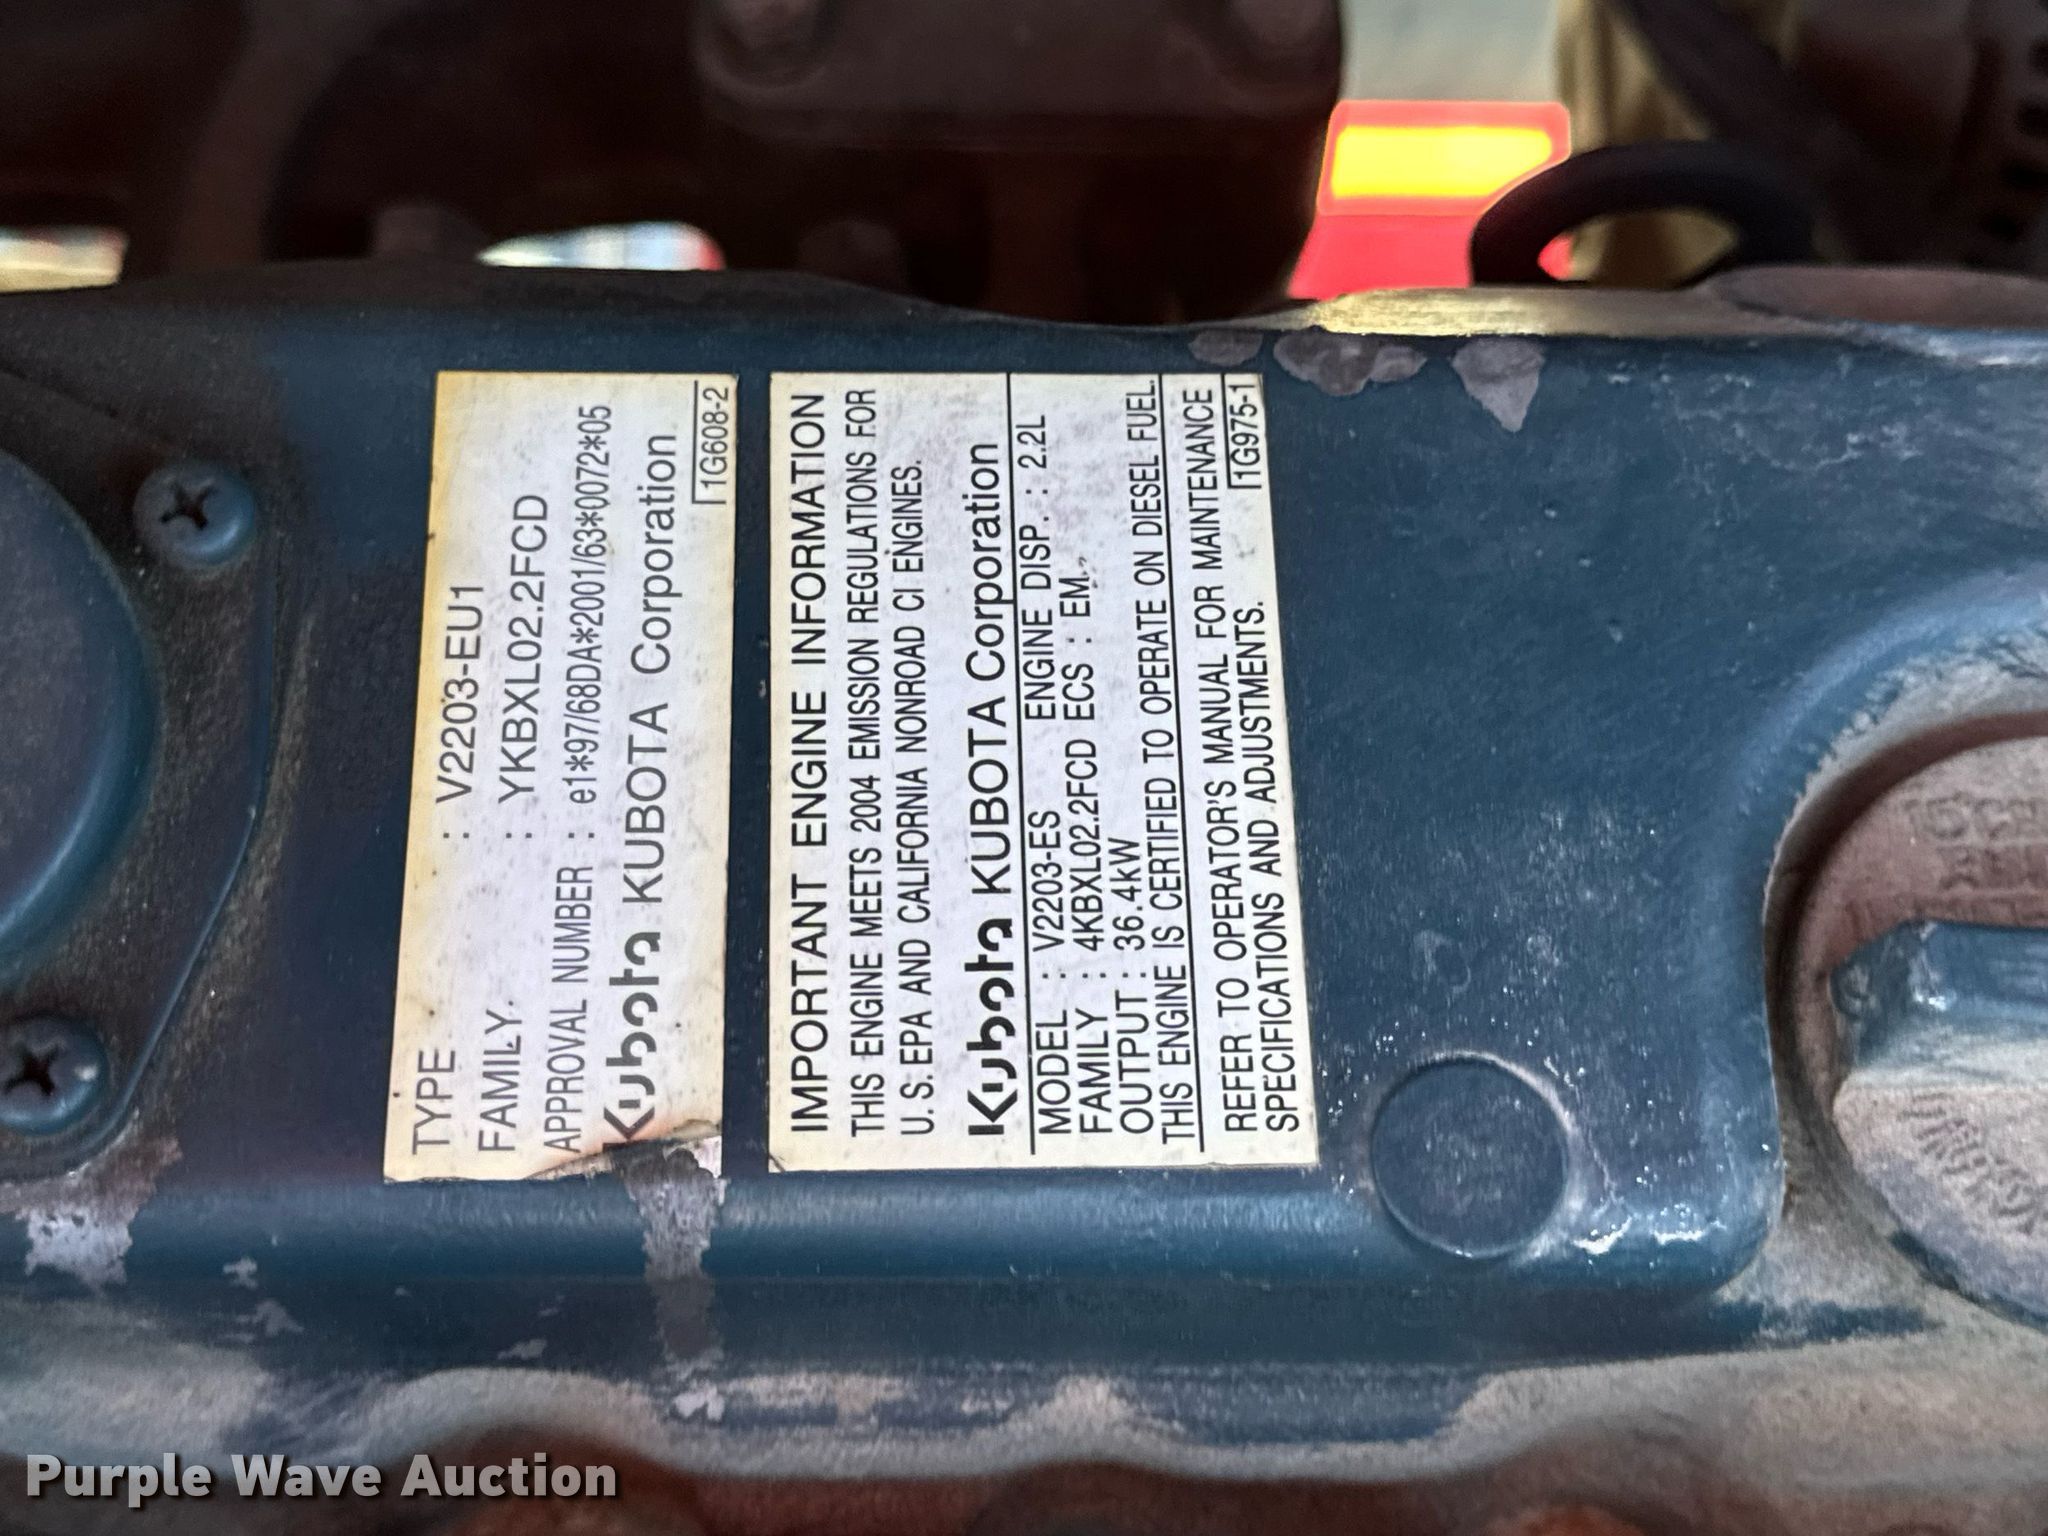 TYPE : V2203-EU1
FAMILY : YKBXL02.2FCD
APPROVAL NUMBER : e1*97/68DA*2001/63*0072*05
Kubota KUBOTA Corporation
1G608-2
IMPORTANT ENGINE INFORMATION
THIS ENGINE MEETS 2004 EMISSION REGULATIONS FOR
U.S. EPA AND CALIFORNIA NONROAD CI ENGINES.
Kubota KUBOTA Corporation
MODEL : V2203-ES ENGINE DISP. : 2.2L
FAMILY : 4KBXL02.2FCD ECS : EM
OUTPUT : 36.4kW
THIS ENGINE IS CERTIFIED TO OPERATE ON DIESEL FUEL.
REFER TO OPERATOR'S MANUAL FOR MAINTENANCE
SPECIFICATIONS AND ADJUSTMENTS.
1G975-1
Purple Wave Auction